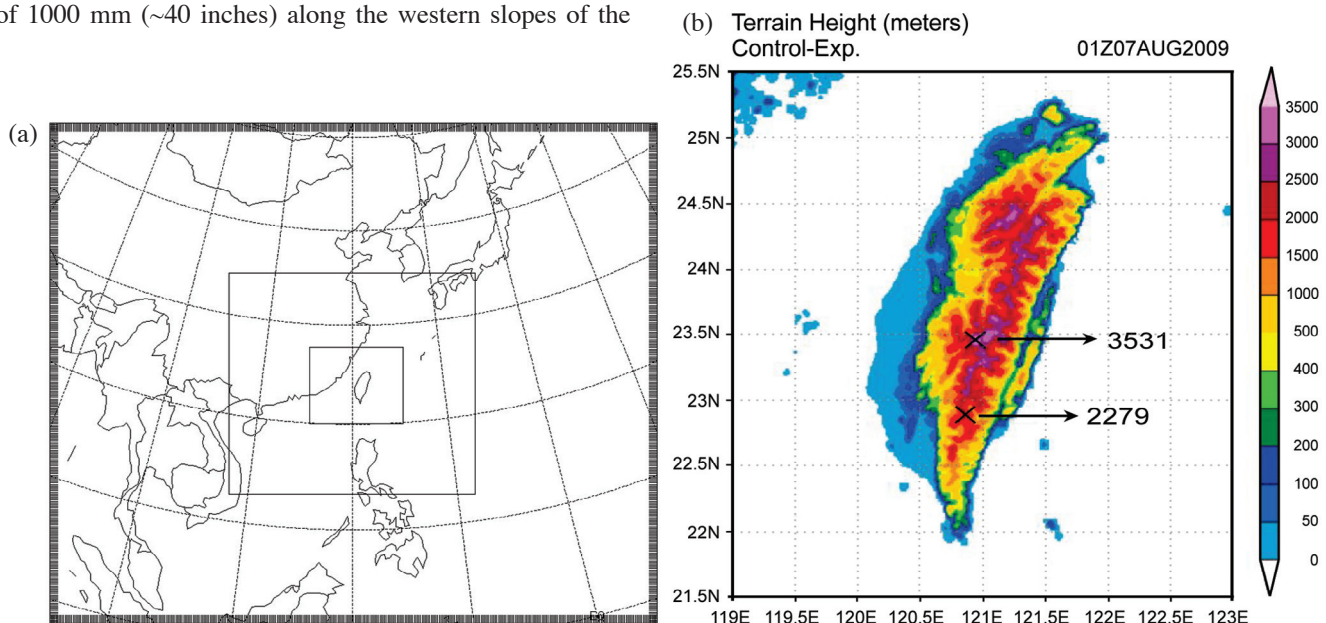 of 1000 mm (~40 inches) along the western slopes of the
(a)
(b) Terrain Height (meters)
Control-Exp. 01Z07AUG2009
25.5N
25N
24.5N
24N
23.5N
23N
22.5N
22N
21.5N
119E 119.5E 120E 120.5E 121E 121.5E 122E 122.5E 123E
3531
2279
3500
3000
2500
2000
1500
1000
500
400
300
200
100
50
0